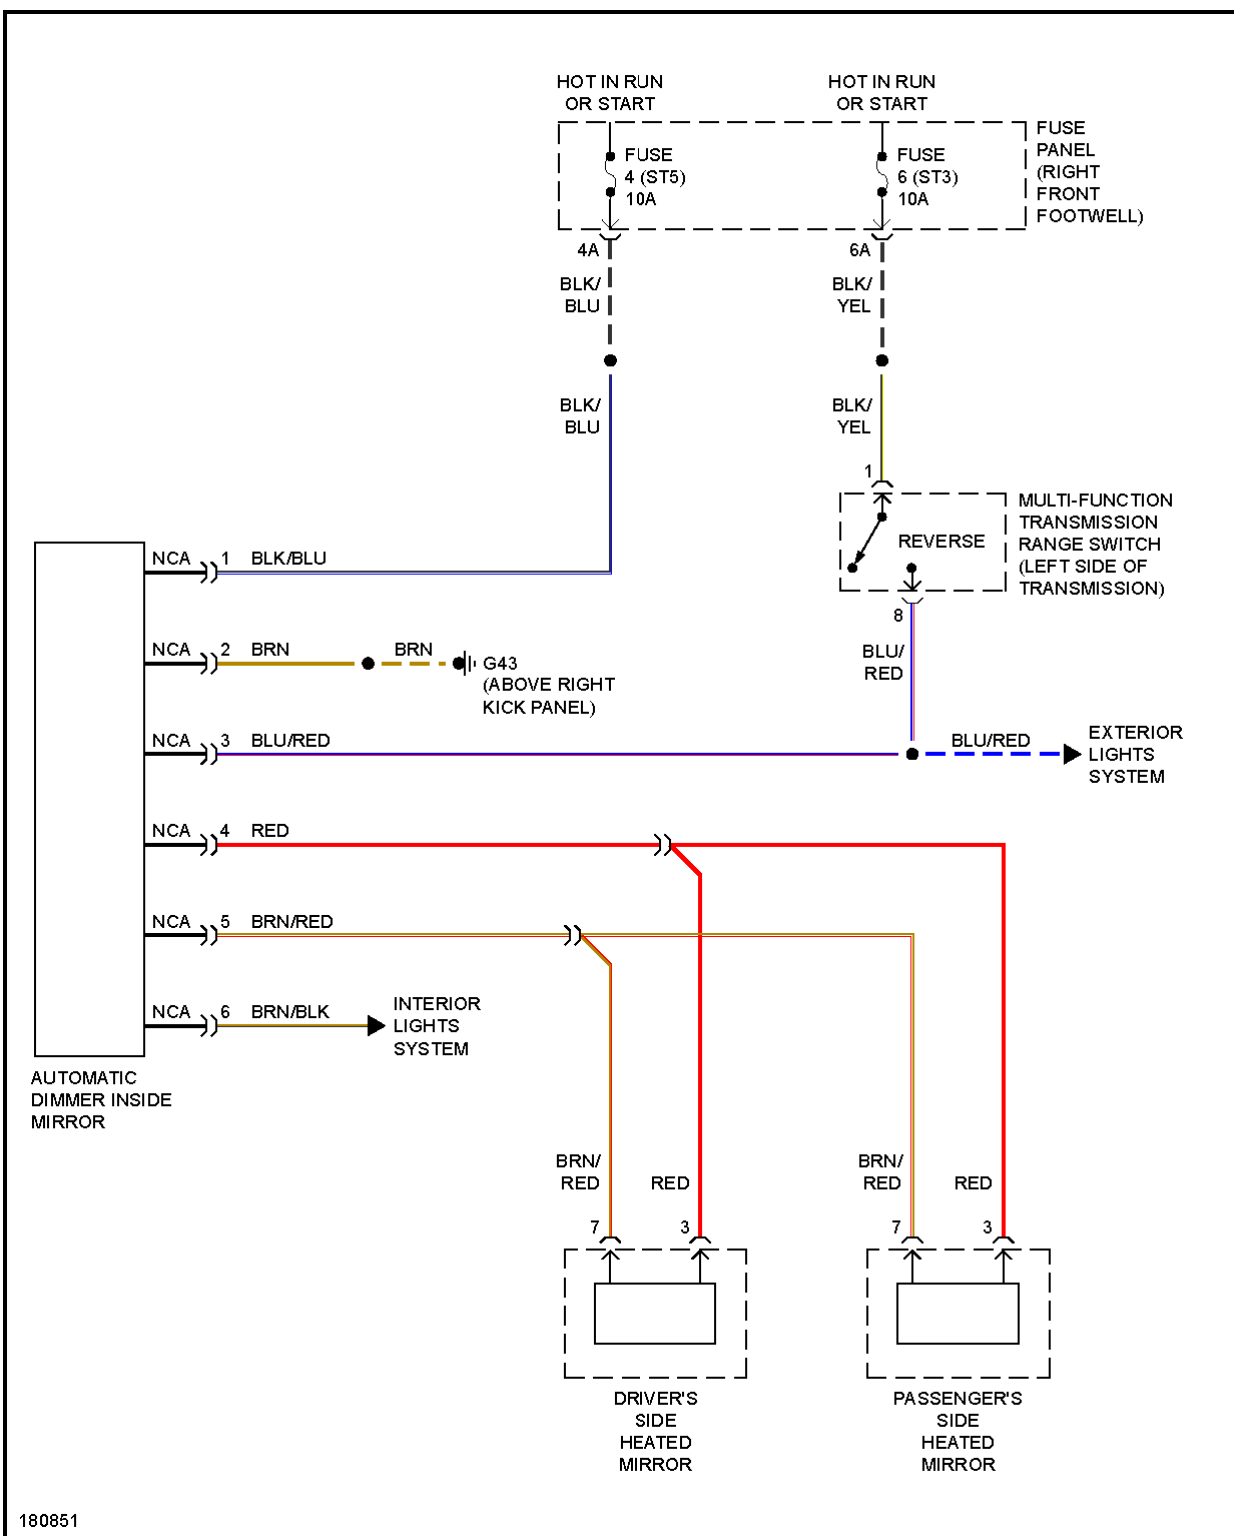 HOT IN RUN
OR START
HOT IN RUN
OR START
FUSE
4 (ST5)
10A
FUSE
6 (ST3)
10A
FUSE
PANEL
(RIGHT
FRONT
FOOTWELL)
4A
6A
BLK/
BLU
BLK/
YEL
BLK/
BLU
BLK/
YEL
1
REVERSE
MULTI-FUNCTION
TRANSMISSION
RANGE SWITCH
(LEFT SIDE OF
TRANSMISSION)
8
BLU/
RED
NCA 1 BLK/BLU
NCA 2 BRN
BRN
G43
(ABOVE RIGHT
KICK PANEL)
NCA 3 BLU/RED
BLU/RED
EXTERIOR
LIGHTS
SYSTEM
NCA 4 RED
NCA 5 BRN/RED
NCA 6 BRN/BLK
INTERIOR
LIGHTS
SYSTEM
AUTOMATIC
DIMMER INSIDE
MIRROR
BRN/
RED
RED
BRN/
RED
RED
7
3
7
3
DRIVER'S
SIDE
HEATED
MIRROR
PASSENGER'S
SIDE
HEATED
MIRROR
180851